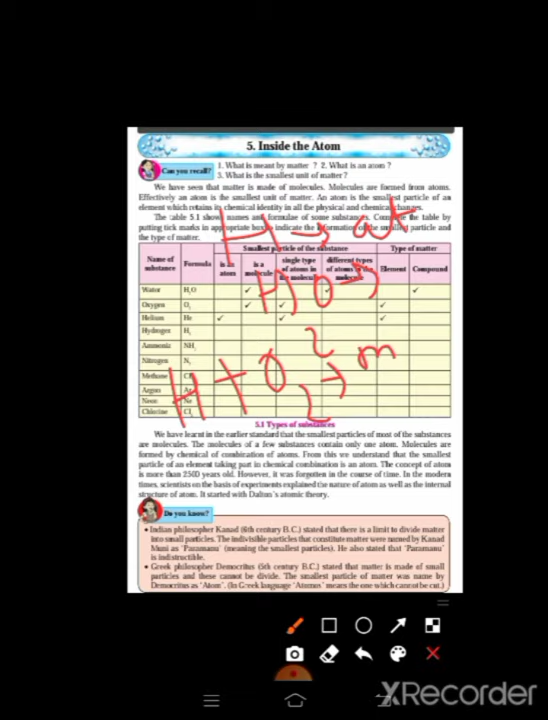 5. Inside the Atom
Can you recall?
1. What is meant by matter ? 2. What is an atom ?
3. What is the smallest unit of matter?
We have seen that matter is made of molecules. Molecules are formed from atoms.
Effectively an atom is the smallest unit of matter. An atom is the smallest particle of an
element which retains its chemical identity in all the physical and chemical changes.
The table 5.1 shows names and formulae of some substances. Complete the table by
putting tick marks in appropriate box to indicate the information of the smallest particle and
the type of matter.
Name of substance Formula Smallest particle of the substance Type of matter
is an atom is a molecule single type of atoms in the molecule different types of atoms in the molecule Element Compound
Water H₂O ✓ ✓ ✓
Oxygen O₂ ✓ ✓ ✓
Helium He ✓ ✓ ✓
Hydrogen H₂
Ammonia NH₃
Nitrogen N₂
Methane
Argon
Neon Ne
Chlorine Cl₂
H → at
H₂O →
H + O₂ → m
5.1 Types of substances
We have learnt in the earlier standard that the smallest particles of most of the substances
are molecules. The molecules of a few substances contain only one atom. Molecules are
formed by chemical of combination of atoms. From this we understand that the smallest
particle of an element taking part in chemical combination is an atom. The concept of atom
is more than 2500 years old. However, it was forgotten in the course of time. In the modern
times, scientists on the basis of experiments explained the nature of atom as well as the internal
structure of atom. It started with Dalton's atomic theory.
Do you know?
• Indian philosopher Kanad (6th century B.C.) stated that there is a limit to divide matter
into small particles. The indivisible particles that constitute matter were named by Kanad
Muni as 'Paramanu' (meaning the smallest particles). He also stated that 'Paramanu'
is indestructible.
• Greek philosopher Democritus (5th century B.C.) stated that matter is made of small
particles and these cannot be divide. The smallest particle of matter was name by
Democritus as 'Atom'. (In Greek language 'Atomos' means the one which cannot be cut.)
XRecorder